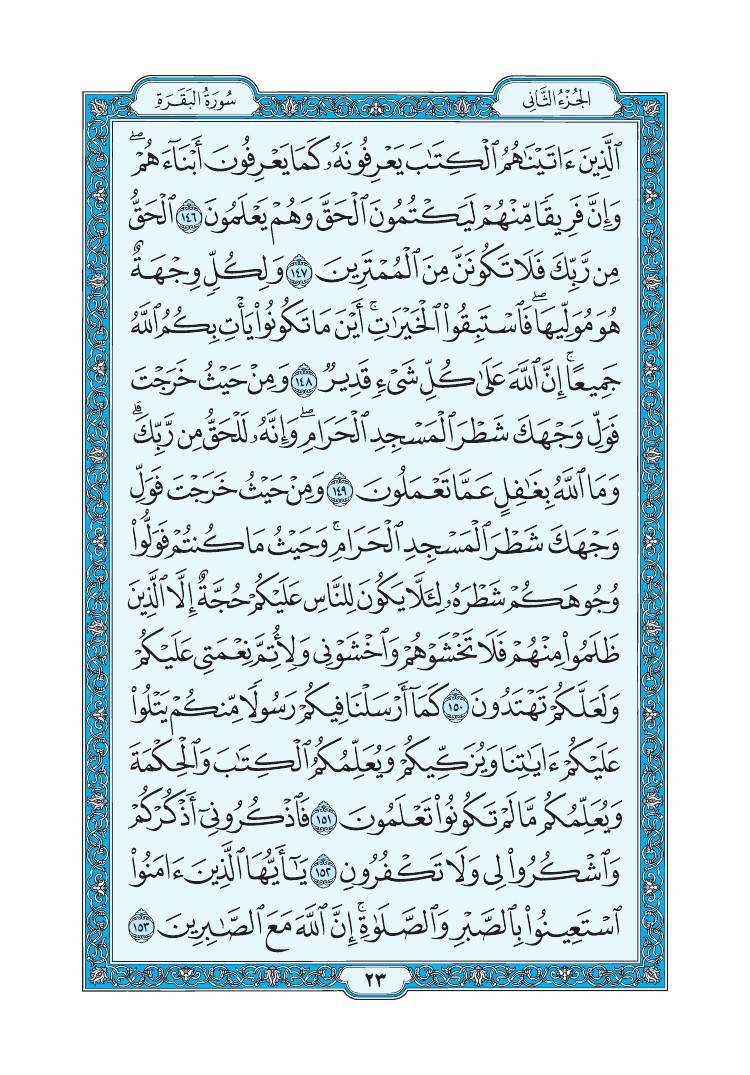 الجزء الثاني
سورة البقرة
ٱلَّذِينَ ءَاتَيْنَٰهُمُ ٱلْكِتَٰبَ يَعْرِفُونَهُۥ كَمَا يَعْرِفُونَ أَبْنَآءَهُمْۖ
وَإِنَّ فَرِيقًا مِّنْهُمْ لَيَكْتُمُونَ ٱلْحَقَّ وَهُمْ يَعْلَمُونَ ١٤٦ ٱلْحَقُّ
مِن رَّبِّكَ فَلَا تَكُونَنَّ مِنَ ٱلْمُمْتَرِينَ ١٤٧ وَلِكُلٍّ وِجْهَةٌ
هُوَ مُوَلِّيهَاۖ فَٱسْتَبِقُوا۟ ٱلْخَيْرَٰتِۚ أَيْنَ مَا تَكُونُوا۟ يَأْتِ بِكُمُ ٱللَّهُ
جَمِيعًاۚ إِنَّ ٱللَّهَ عَلَىٰ كُلِّ شَىْءٍ قَدِيرٌ ١٤٨ وَمِنْ حَيْثُ خَرَجْتَ
فَوَلِّ وَجْهَكَ شَطْرَ ٱلْمَسْجِدِ ٱلْحَرَامِۖ وَإِنَّهُۥ لَلْحَقُّ مِن رَّبِّكَۗ
وَمَا ٱللَّهُ بِغَٰفِلٍ عَمَّا تَعْمَلُونَ ١٤٩ وَمِنْ حَيْثُ خَرَجْتَ فَوَلِّ
وَجْهَكَ شَطْرَ ٱلْمَسْجِدِ ٱلْحَرَامِۚ وَحَيْثُ مَا كُنتُمْ فَوَلُّوا۟
وُجُوهَكُمْ شَطْرَهُۥ لِئَلَّا يَكُونَ لِلنَّاسِ عَلَيْكُمْ حُجَّةٌ إِلَّا ٱلَّذِينَ
ظَلَمُوا۟ مِنْهُمْ فَلَا تَخْشَوْهُمْ وَٱخْشَوْنِى وَلِأُتِمَّ نِعْمَتِى عَلَيْكُمْ
وَلَعَلَّكُمْ تَهْتَدُونَ ١٥٠ كَمَآ أَرْسَلْنَا فِيكُمْ رَسُولًا مِّنكُمْ يَتْلُوا۟
عَلَيْكُمْ ءَايَٰتِنَا وَيُزَكِّيكُمْ وَيُعَلِّمُكُمُ ٱلْكِتَٰبَ وَٱلْحِكْمَةَ
وَيُعَلِّمُكُم مَّا لَمْ تَكُونُوا۟ تَعْلَمُونَ ١٥١ فَٱذْكُرُونِىٓ أَذْكُرْكُمْ
وَٱشْكُرُوا۟ لِى وَلَا تَكْفُرُونِ ١٥٢ يَٰٓأَيُّهَا ٱلَّذِينَ ءَامَنُوا۟
ٱسْتَعِينُوا۟ بِٱلصَّبْرِ وَٱلصَّلَوٰةِۚ إِنَّ ٱللَّهَ مَعَ ٱلصَّٰبِرِينَ ١٥٣
٢٣